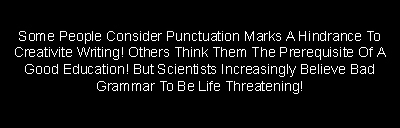 Some People Consider Punctuation Marks A Hindrance To
Creativite Writing! Others Think Them The Prerequisite Of A
Good Education! But Scientists Increasingly Believe Bad
Grammar To Be Life Threatening!